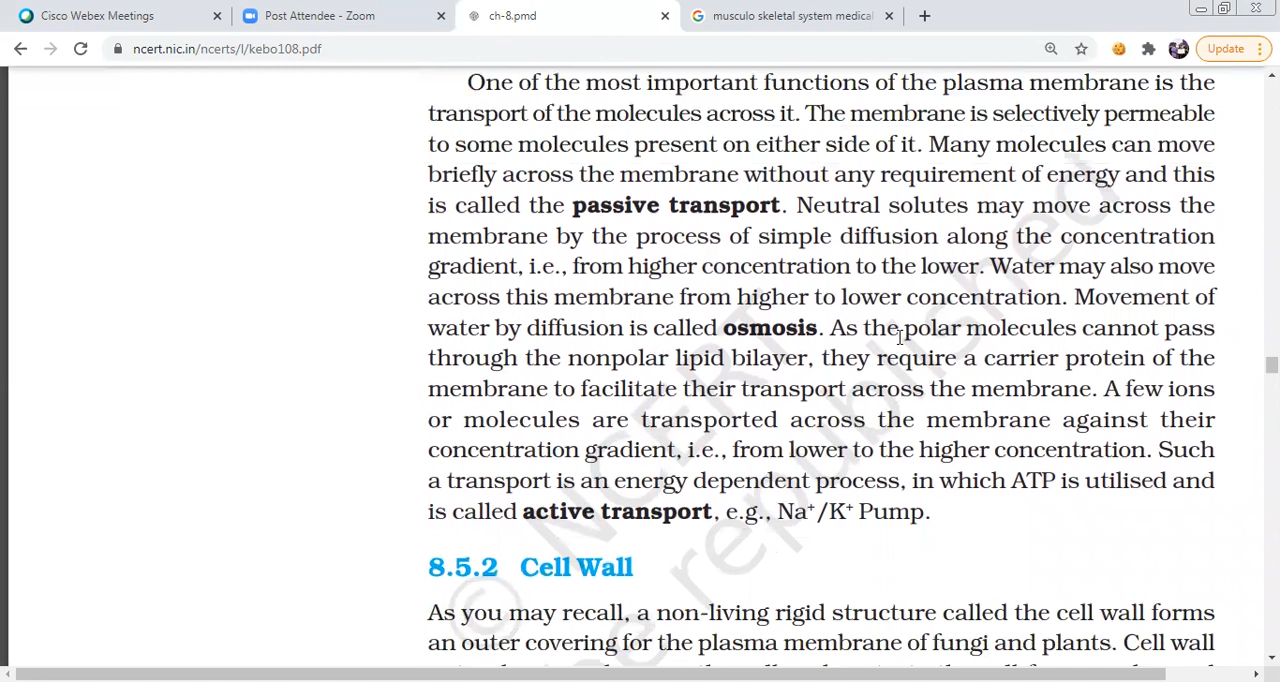 Cisco Webex Meetings
Post Attendee - Zoom
ch-8.pmd
musculo skeletal system medical
ncert.nic.in/ncerts/l/kebo108.pdf
Update
One of the most important functions of the plasma membrane is the
transport of the molecules across it. The membrane is selectively permeable
to some molecules present on either side of it. Many molecules can move
briefly across the membrane without any requirement of energy and this
is called the passive transport. Neutral solutes may move across the
membrane by the process of simple diffusion along the concentration
gradient, i.e., from higher concentration to the lower. Water may also move
across this membrane from higher to lower concentration. Movement of
water by diffusion is called osmosis. As the polar molecules cannot pass
through the nonpolar lipid bilayer, they require a carrier protein of the
membrane to facilitate their transport across the membrane. A few ions
or molecules are transported across the membrane against their
concentration gradient, i.e., from lower to the higher concentration. Such
a transport is an energy dependent process, in which ATP is utilised and
is called active transport, e.g., Na⁺/K⁺ Pump.
8.5.2 Cell Wall
As you may recall, a non-living rigid structure called the cell wall forms
an outer covering for the plasma membrane of fungi and plants. Cell wall
© NCERT
be republished